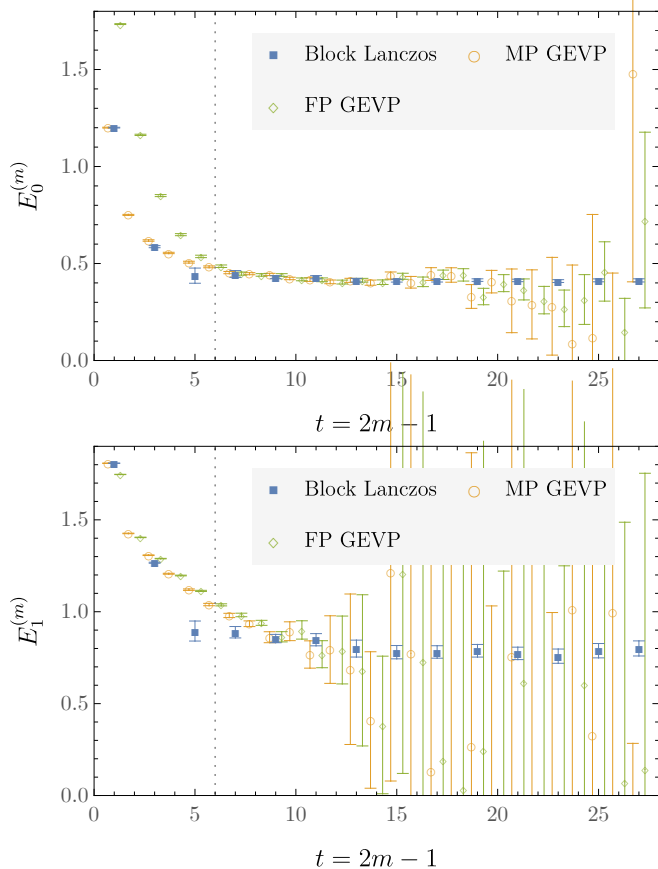 1.5
1.0
0.5
0.0
E_0^{(m)}
Block Lanczos
MP GEVP
FP GEVP
0 5 10 15 20 25
t = 2m − 1
1.5
1.0
0.5
0.0
E_1^{(m)}
Block Lanczos
MP GEVP
FP GEVP
0 5 10 15 20 25
t = 2m − 1